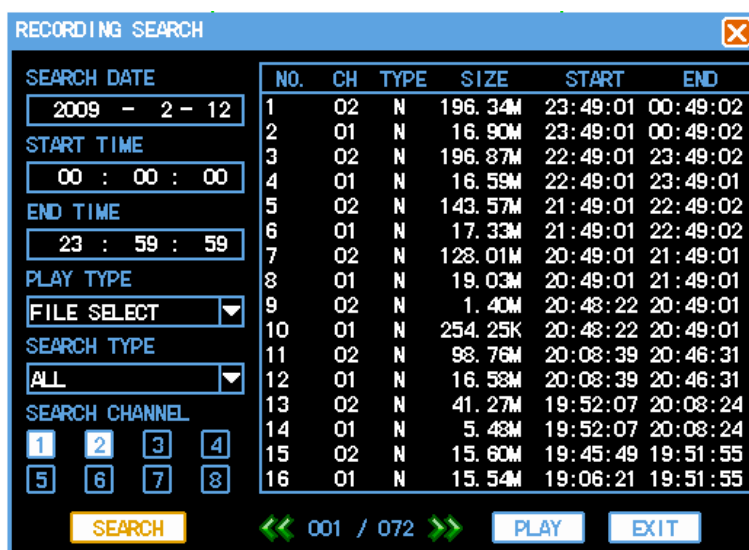 RECORDING SEARCH
SEARCH DATE
2009 - 2 - 12
START TIME
00 : 00 : 00
END TIME
23 : 59 : 59
PLAY TYPE
FILE SELECT
SEARCH TYPE
ALL
SEARCH CHANNEL
1 2 3 4
5 6 7 8
SEARCH
NO. CH TYPE SIZE START END
1 02 N 196.34M 23:49:01 00:49:02
2 01 N 16.90M 23:49:01 00:49:02
3 02 N 196.87M 22:49:01 23:49:02
4 01 N 16.59M 22:49:01 23:49:01
5 02 N 143.57M 21:49:01 22:49:02
6 01 N 17.33M 21:49:01 22:49:02
7 02 N 128.01M 20:49:01 21:49:01
8 01 N 19.03M 20:49:01 21:49:01
9 02 N 1.40M 20:48:22 20:49:01
10 01 N 254.25K 20:48:22 20:49:01
11 02 N 98.76M 20:08:39 20:46:31
12 01 N 16.58M 20:08:39 20:46:31
13 02 N 41.27M 19:52:07 20:08:24
14 01 N 5.48M 19:52:07 20:08:24
15 02 N 15.60M 19:45:49 19:51:55
16 01 N 15.54M 19:06:21 19:51:55
001 / 072
PLAY
EXIT